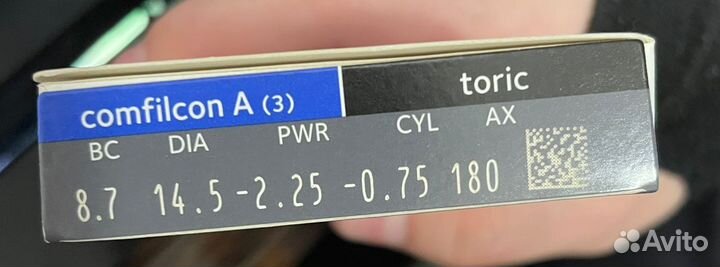 comfilcon A (3) toric
BC DIA PWR CYL AX
8.7 14.5 -2.25 -0.75 180
Avito